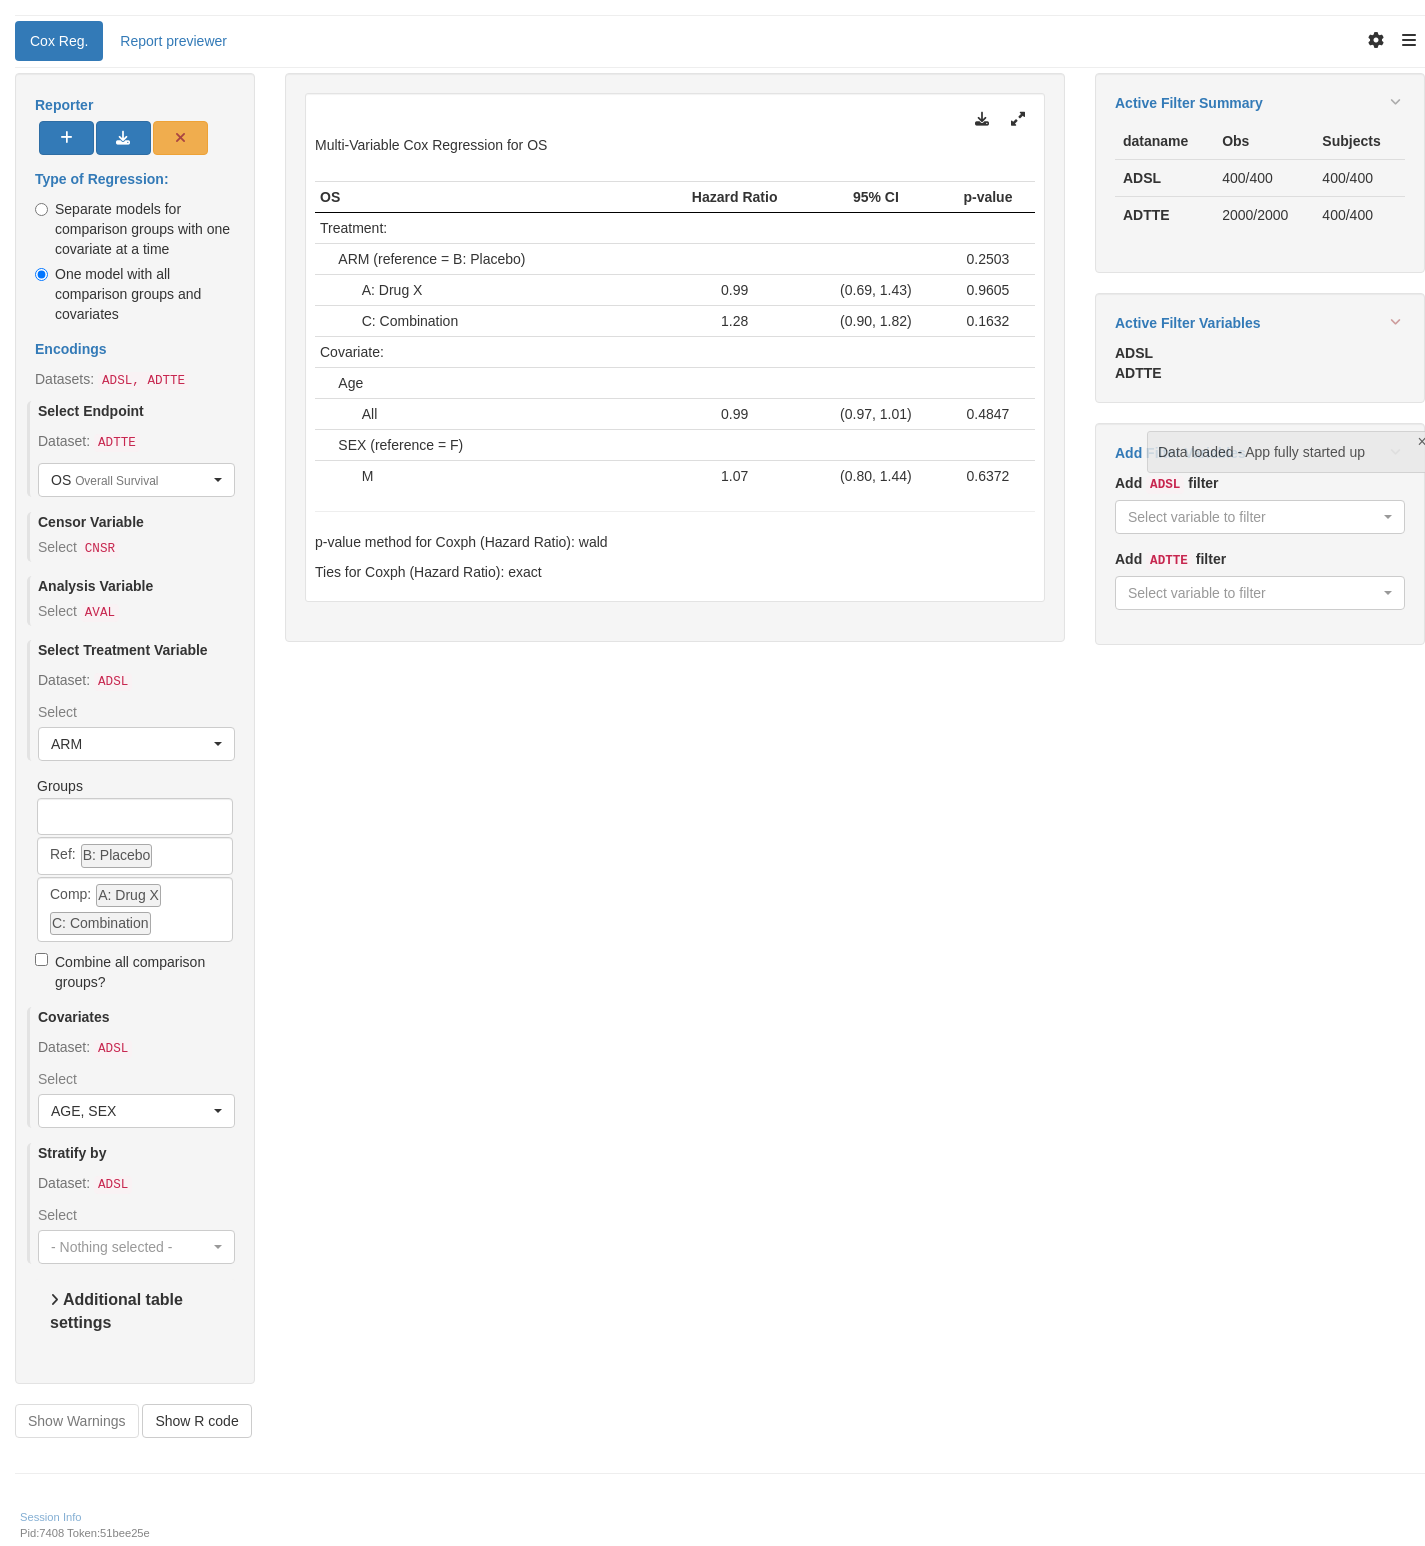 Cox Reg. Report previewer
Reporter
Type of Regression:
Separate models for
comparison groups with one
covariate at a time
One model with all
comparison groups and
covariates
Encodings
Datasets: ADSL, ADTTE
Select Endpoint
Dataset: ADTTE
OS Overall Survival
Censor Variable
Select CNSR
Analysis Variable
Select AVAL
Select Treatment Variable
Dataset: ADSL
Select
ARM
Groups
Ref: B: Placebo
Comp: A: Drug X
C: Combination
Combine all comparison
groups?
Covariates
Dataset: ADSL
Select
AGE, SEX
Stratify by
Dataset: ADSL
Select
- Nothing selected -
Additional table
settings
Show Warnings Show R code
Multi-Variable Cox Regression for OS
OS Hazard Ratio 95% CI p-value
Treatment:
ARM (reference = B: Placebo) 0.2503
A: Drug X 0.99 (0.69, 1.43) 0.9605
C: Combination 1.28 (0.90, 1.82) 0.1632
Covariate:
Age
All 0.99 (0.97, 1.01) 0.4847
SEX (reference = F)
M 1.07 (0.80, 1.44) 0.6372
p-value method for Coxph (Hazard Ratio): wald
Ties for Coxph (Hazard Ratio): exact
Active Filter Summary
dataname Obs Subjects
ADSL 400/400 400/400
ADTTE 2000/2000 400/400
Active Filter Variables
ADSL
ADTTE
Add
Data loaded - App fully started up ×
Add ADSL filter
Select variable to filter
Add ADTTE filter
Select variable to filter
Session Info
Pid:7408 Token:51bee25e